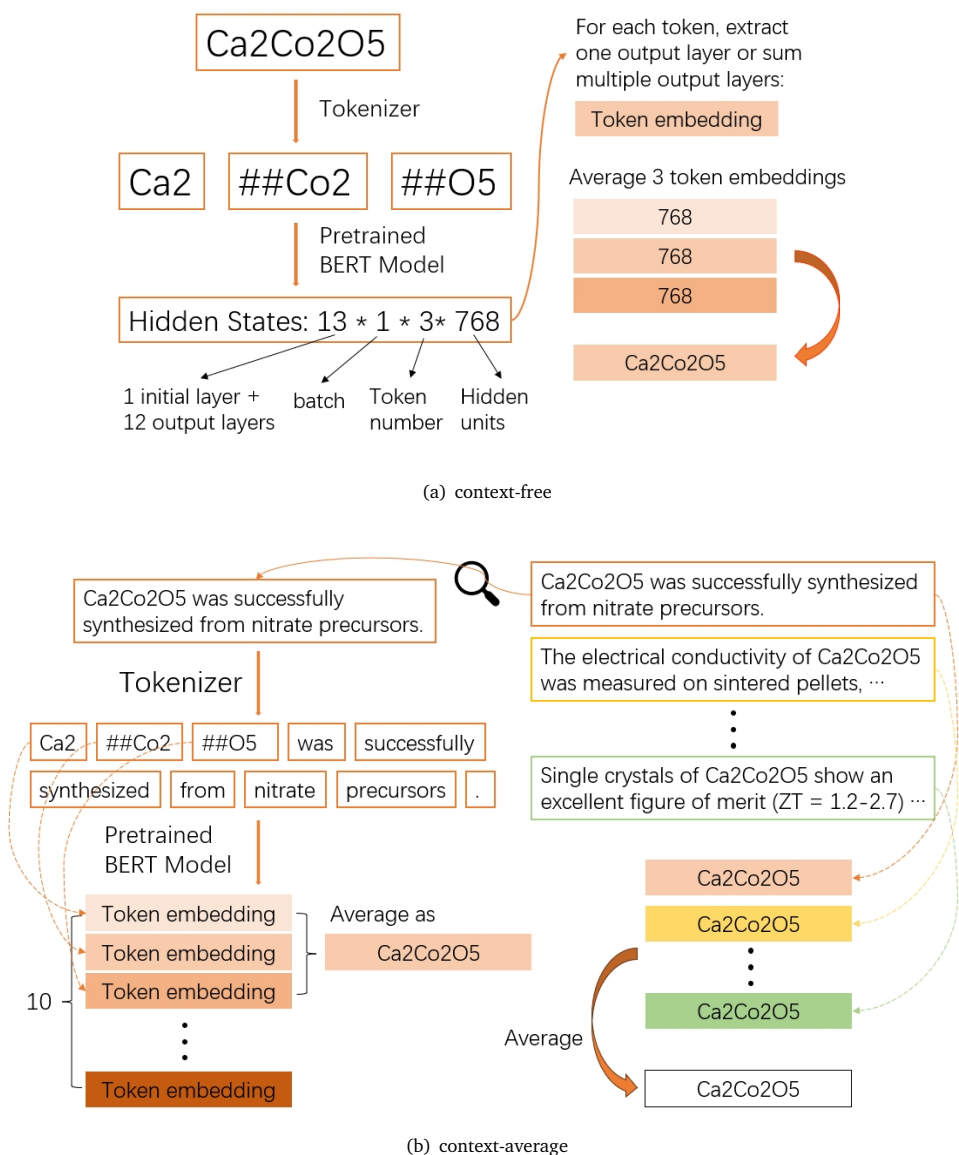 Ca2Co2O5
Tokenizer
Ca2
##Co2
##O5
Pretrained
BERT Model
Hidden States: 13 * 1 * 3* 768
1 initial layer +
12 output layers
batch
Token
number
Hidden
units
For each token, extract
one output layer or sum
multiple output layers:
Token embedding
Average 3 token embeddings
768
768
768
Ca2Co2O5
(a) context-free
Ca2Co2O5 was successfully
synthesized from nitrate precursors.
Tokenizer
Ca2 ##Co2 ##O5 was successfully
synthesized from nitrate precursors .
Pretrained
BERT Model
Token embedding
Token embedding
Token embedding
10
Token embedding
Average as
Ca2Co2O5
Ca2Co2O5 was successfully synthesized
from nitrate precursors.
The electrical conductivity of Ca2Co2O5
was measured on sintered pellets, ···
Single crystals of Ca2Co2O5 show an
excellent figure of merit (ZT = 1.2-2.7) ···
Ca2Co2O5
Ca2Co2O5
Ca2Co2O5
Average
Ca2Co2O5
(b) context-average